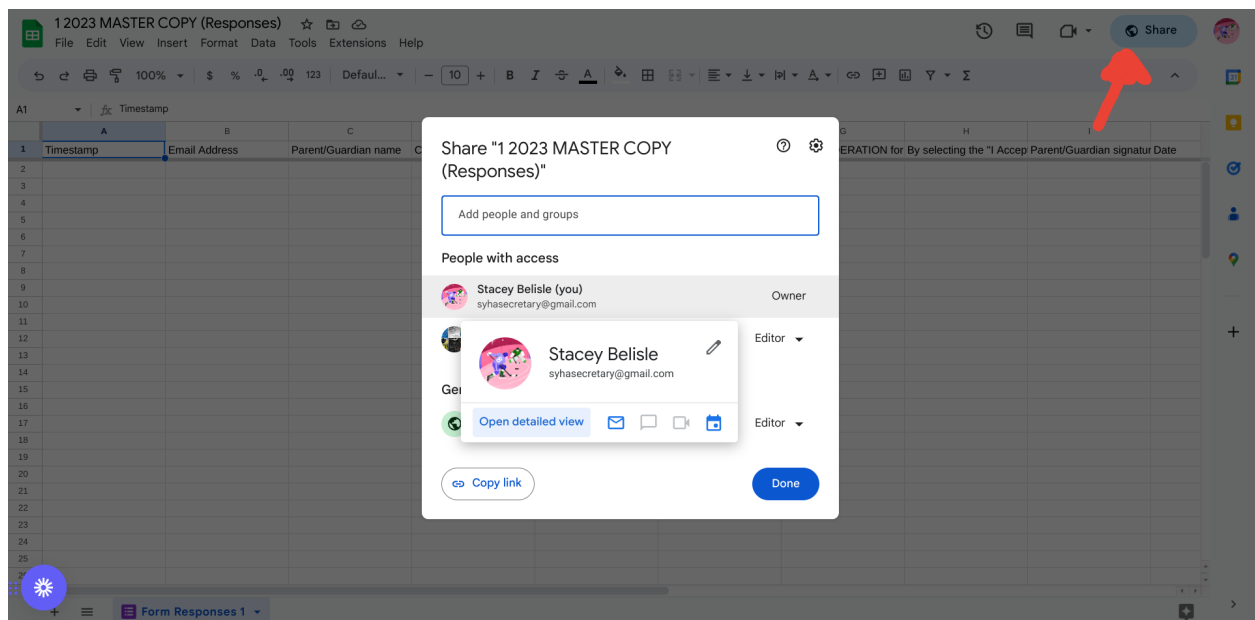 1 2023 MASTER COPY (Responses)
File Edit View Insert Format Data Tools Extensions Help
Share
100% $ % .0 .00 123 Defaul... 10 B I A
A1 Timestamp
A B C G H I
1 Timestamp Email Address Parent/Guardian name C ERATION for By selecting the "I Accep Parent/Guardian signatur Date
2
3
4
5
6
7
8
9
10
11
12
13
14
15
16
17
18
19
20
21
22
23
24
25
Share "1 2023 MASTER COPY
(Responses)"
Add people and groups
People with access
Stacey Belisle (you)
syhasecretary@gmail.com
Owner
Editor
Stacey Belisle
syhasecretary@gmail.com
Ger
Open detailed view
Editor
Copy link
Done
Form Responses 1